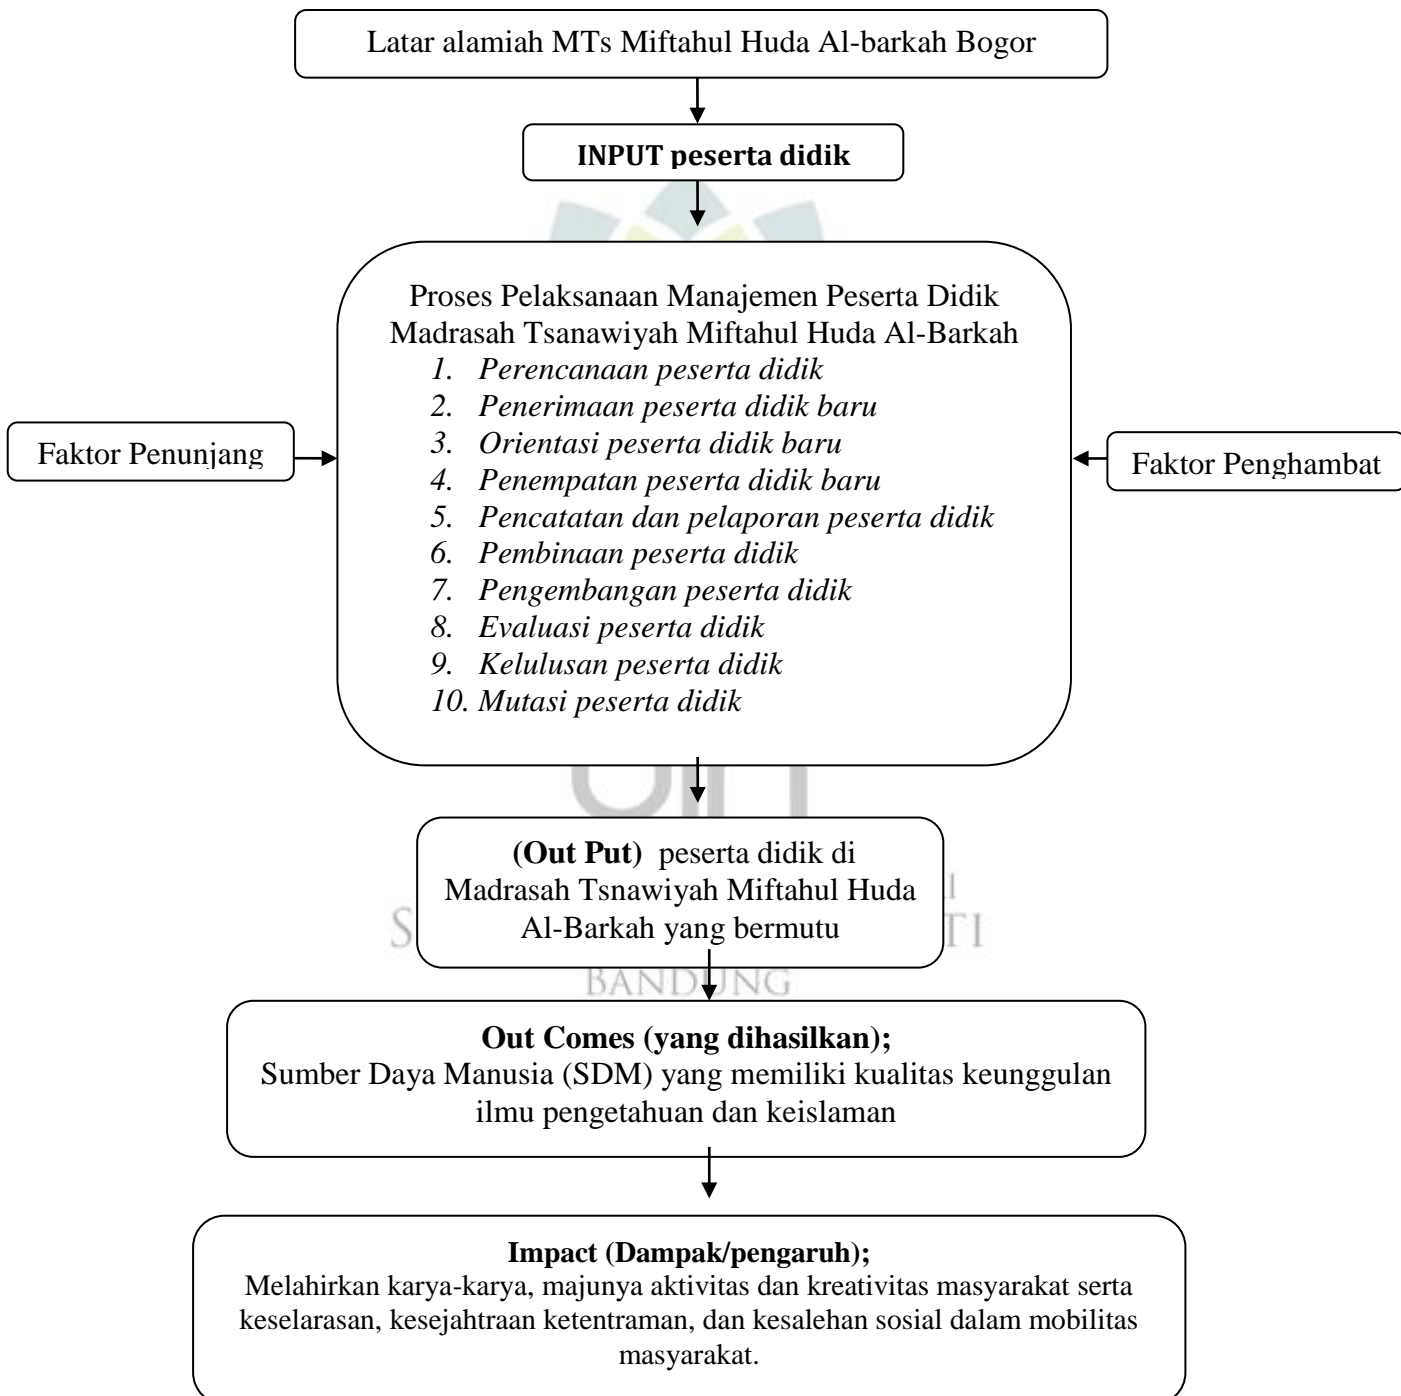 Latar alamiah MTs Miftahul Huda Al-barkah Bogor
INPUT peserta didik
Proses Pelaksanaan Manajemen Peserta Didik
Madrasah Tsanawiyah Miftahul Huda Al-Barkah
1. Perencanaan peserta didik
2. Penerimaan peserta didik baru
3. Orientasi peserta didik baru
4. Penempatan peserta didik baru
5. Pencatatan dan pelaporan peserta didik
6. Pembinaan peserta didik
7. Pengembangan peserta didik
8. Evaluasi peserta didik
9. Kelulusan peserta didik
10. Mutasi peserta didik
Faktor Penunjang
Faktor Penghambat
(Out Put) peserta didik di
Madrasah Tsnawiyah Miftahul Huda
Al-Barkah yang bermutu
BANDUNG
Out Comes (yang dihasilkan);
Sumber Daya Manusia (SDM) yang memiliki kualitas keunggulan
ilmu pengetahuan dan keislaman
Impact (Dampak/pengaruh);
Melahirkan karya-karya, majunya aktivitas dan kreativitas masyarakat serta
keselarasan, kesejahtraan ketentraman, dan kesalehan sosial dalam mobilitas
masyarakat.